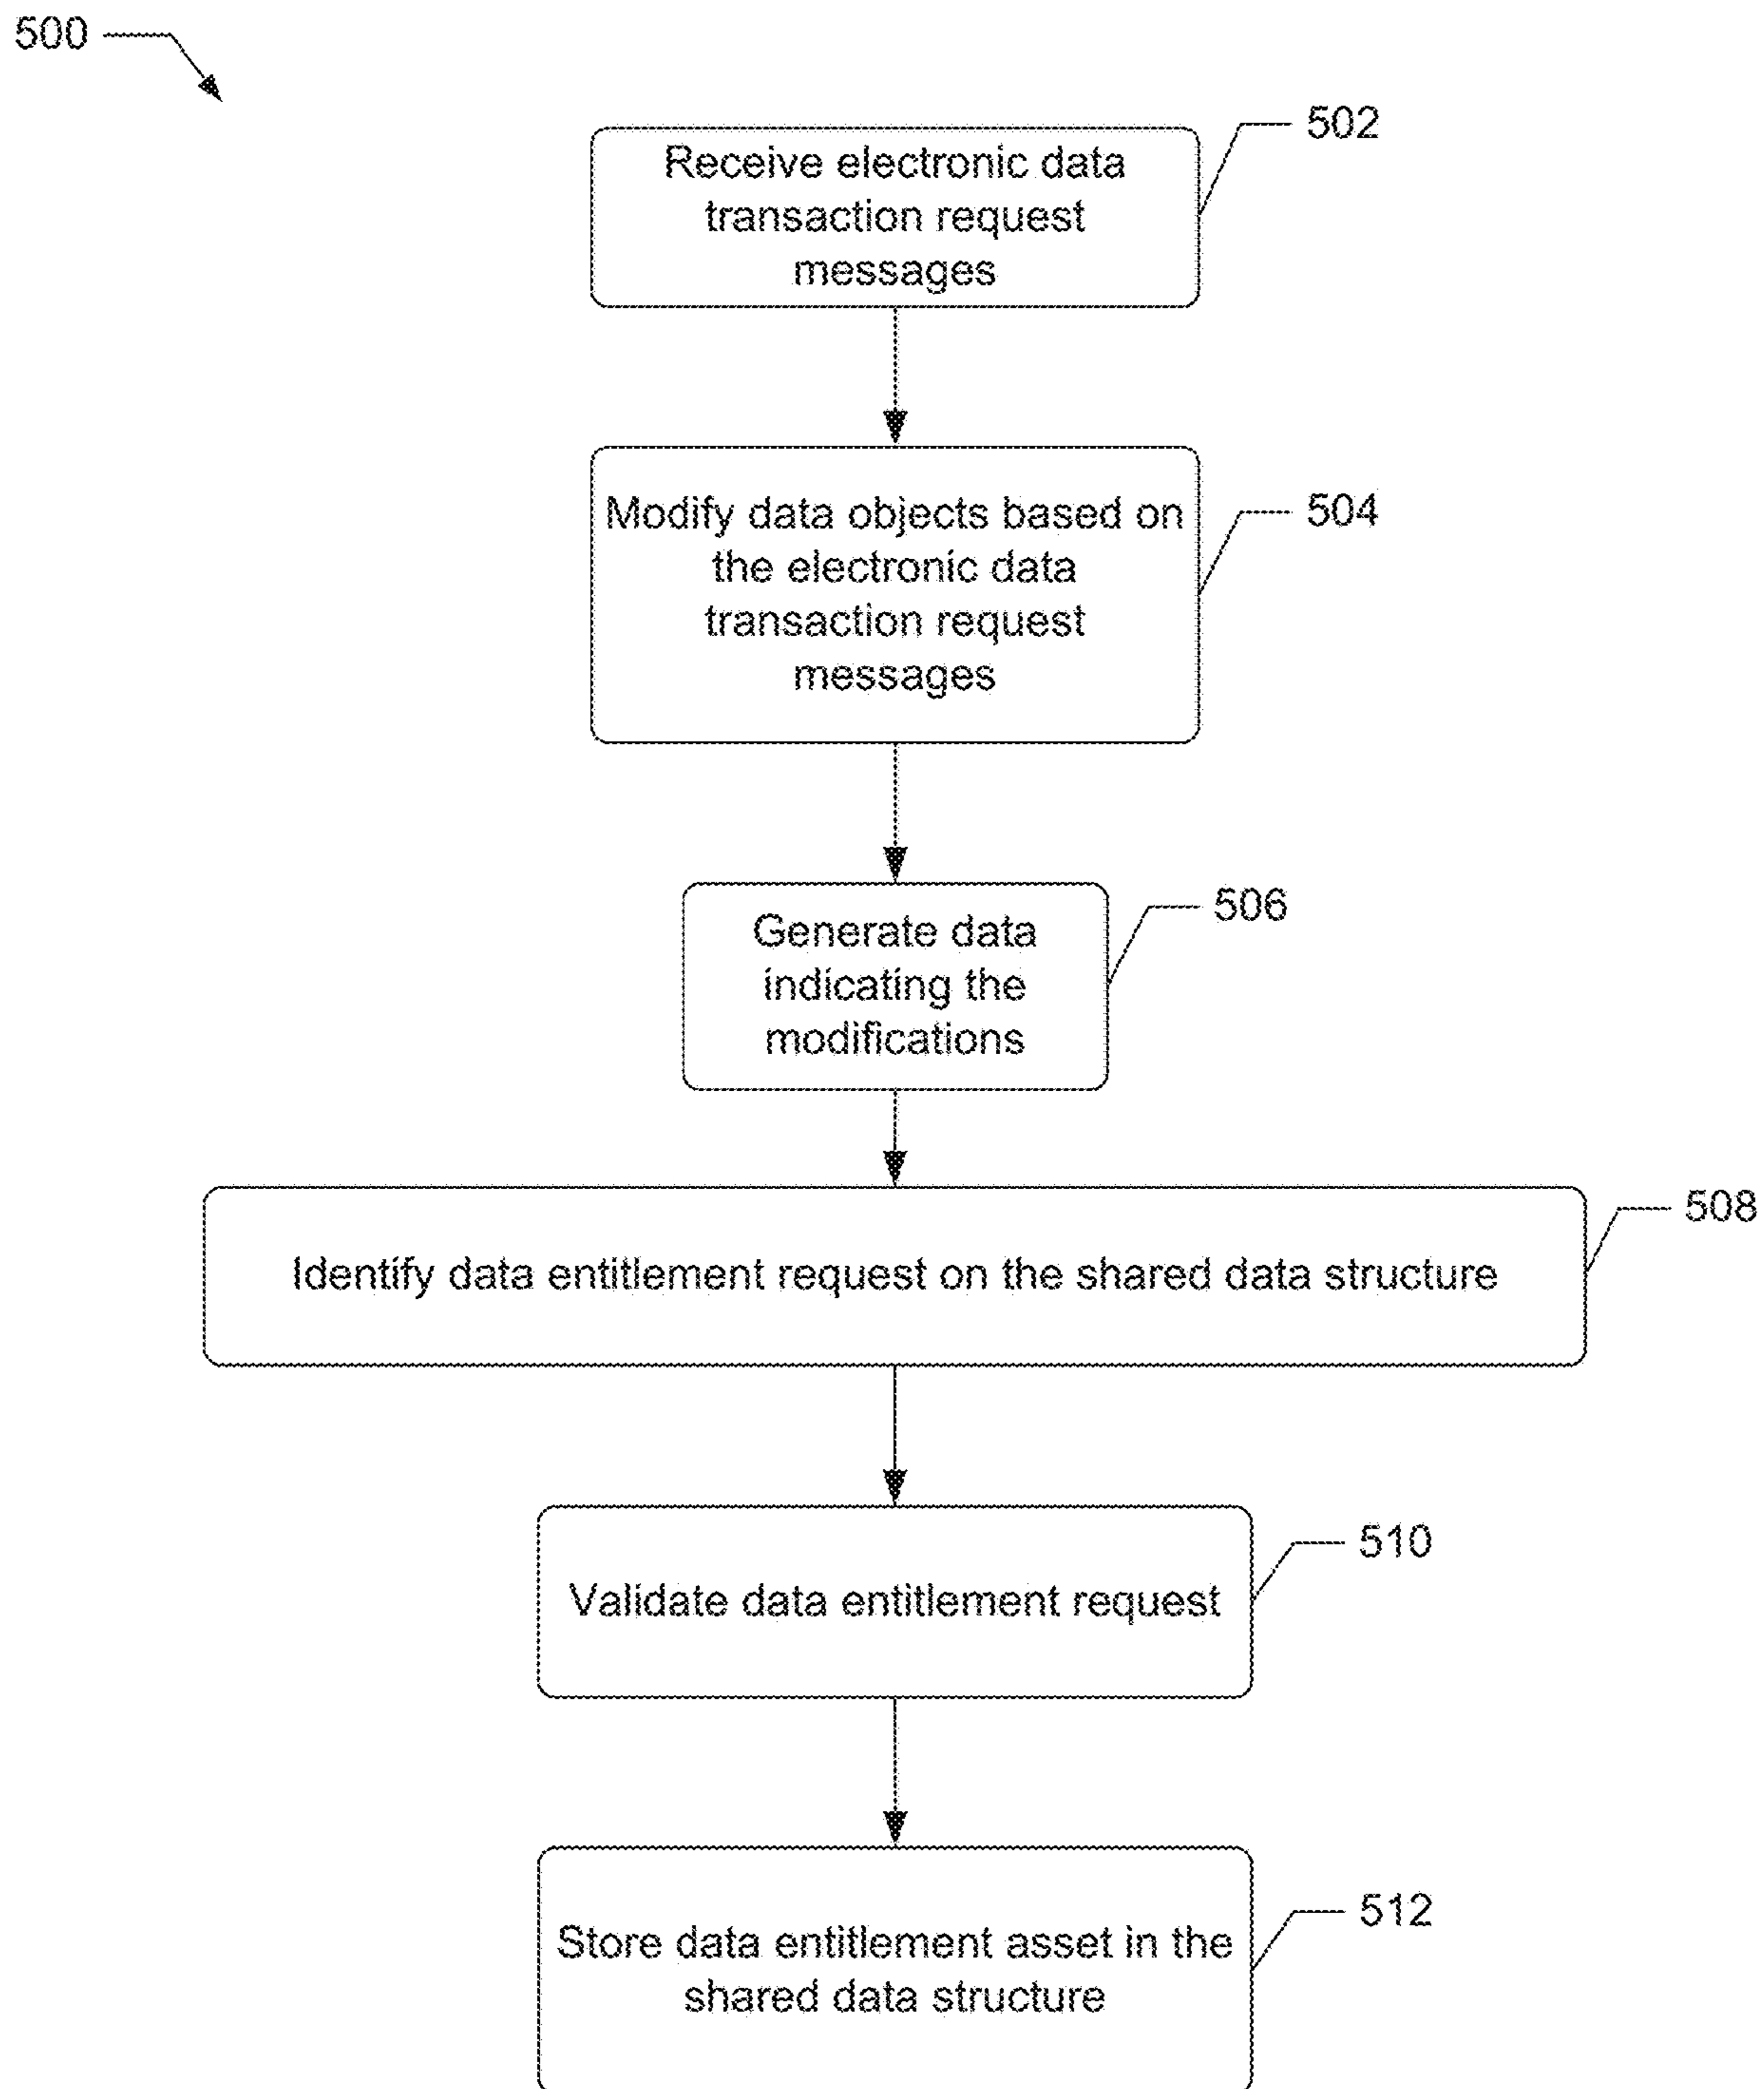 500
502
Receive electronic data
transaction request
messages
504
Modify data objects based on
the electronic data
transaction request
messages
506
Generate data
indicating the
modifications
508
Identify data entitlement request on the shared data structure
510
Validate data entitlement request
512
Store data entitlement asset in the
shared data structure